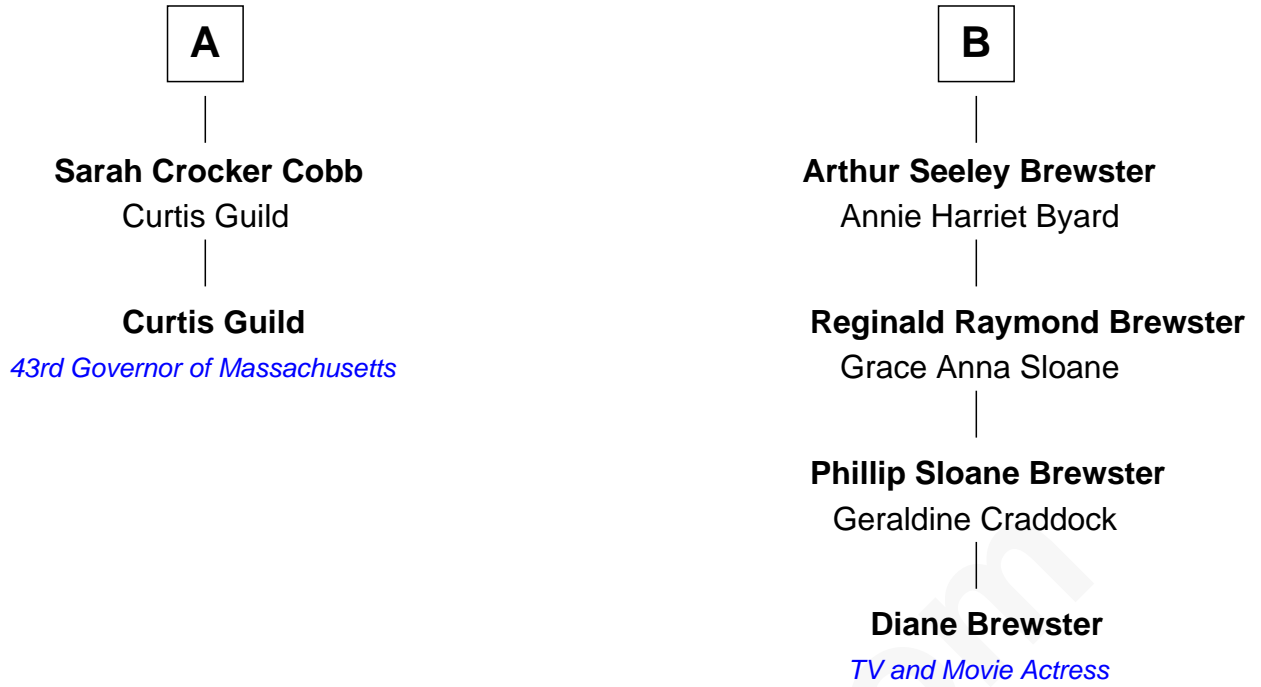 A
Sarah Crocker Cobb
Curtis Guild
Curtis Guild
43rd Governor of Massachusetts
B
Arthur Seeley Brewster
Annie Harriet Byard
Reginald Raymond Brewster
Grace Anna Sloane
Phillip Sloane Brewster
Geraldine Craddock
Diane Brewster
TV and Movie Actress